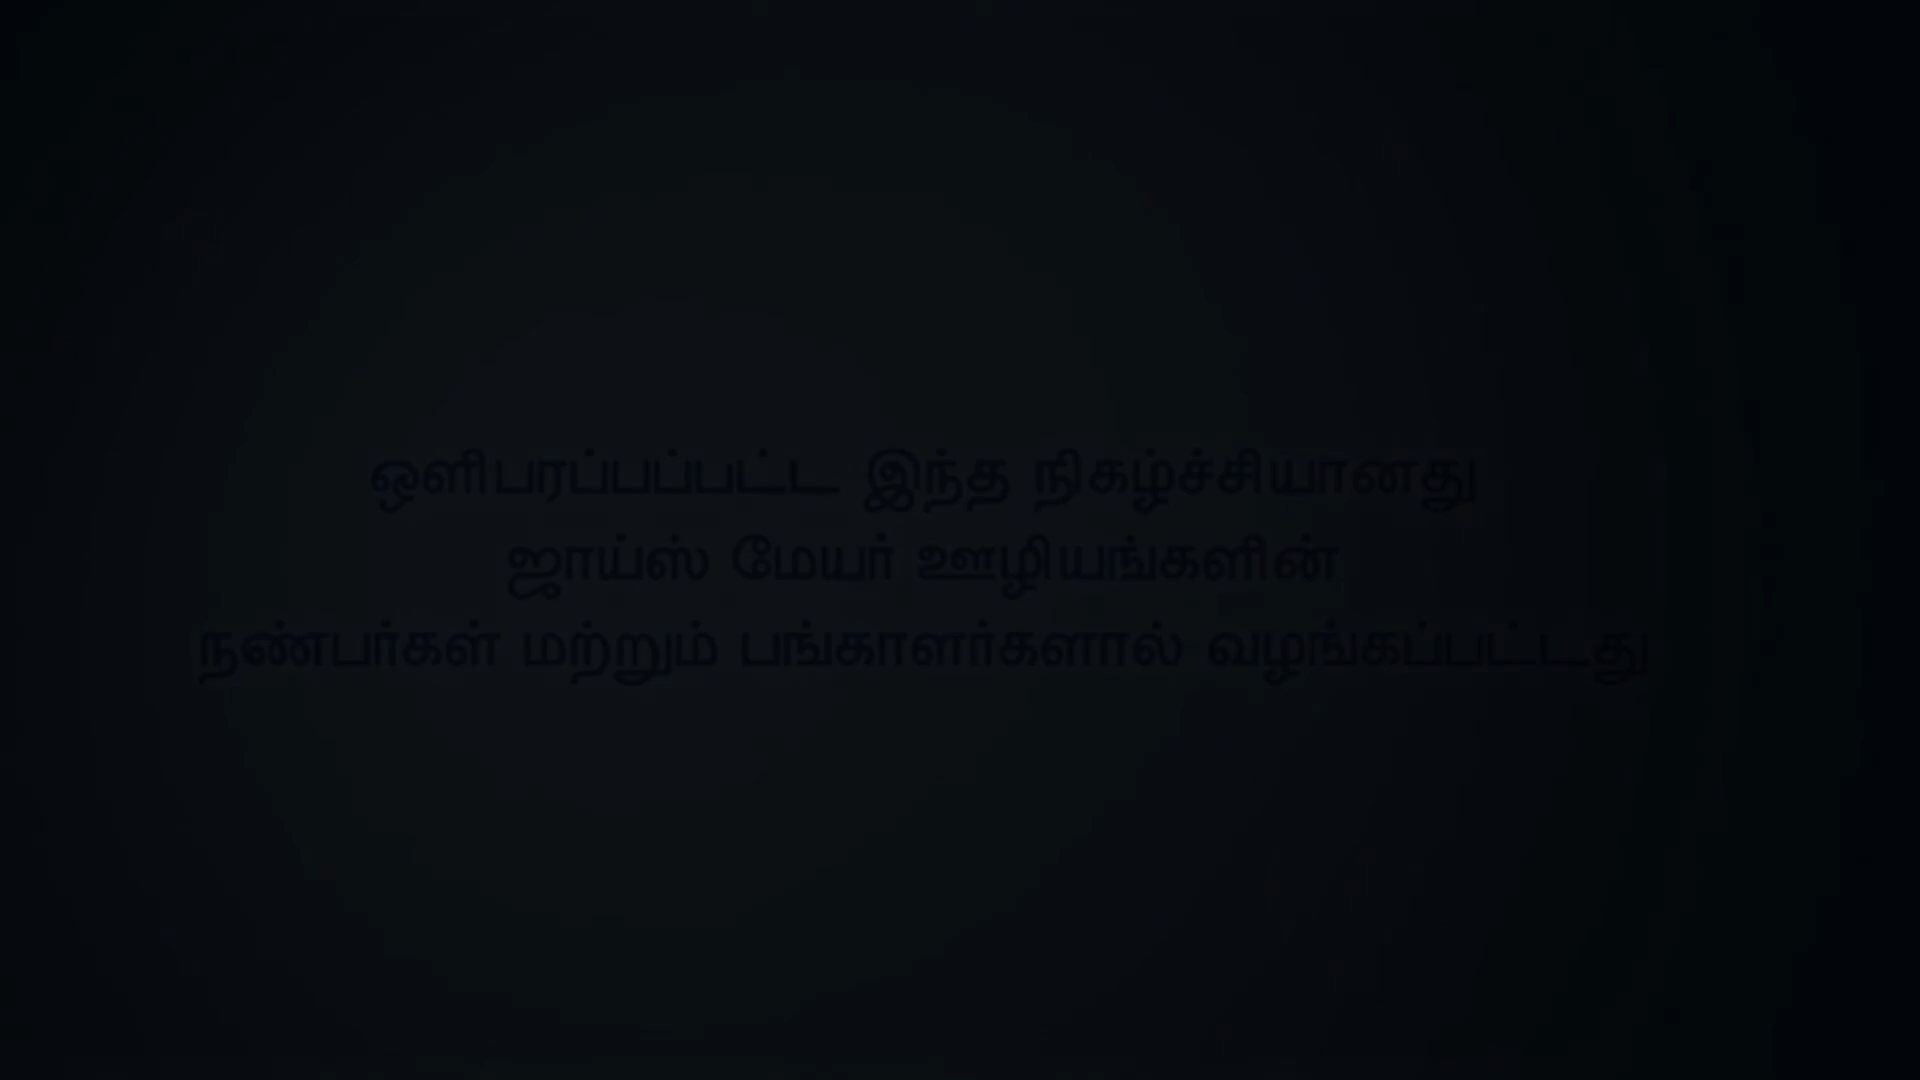 ஒளிபரப்பப்பட்ட இந்த நிகழ்ச்சியானது
ஜாய்ஸ் மேயர் ஊழியங்களின்
நண்பர்கள் மற்றும் பங்காளர்களால் வழங்கப்பட்டது